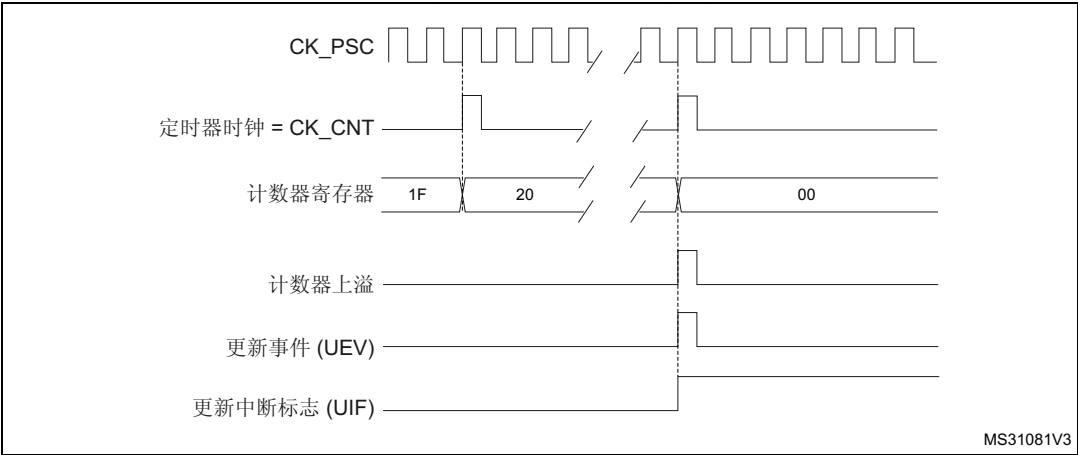 CK_PSC
定时器时钟 = CK_CNT
计数器寄存器
1F
20
00
计数器上溢
更新事件 (UEV)
更新中断标志 (UIF)
MS31081V3